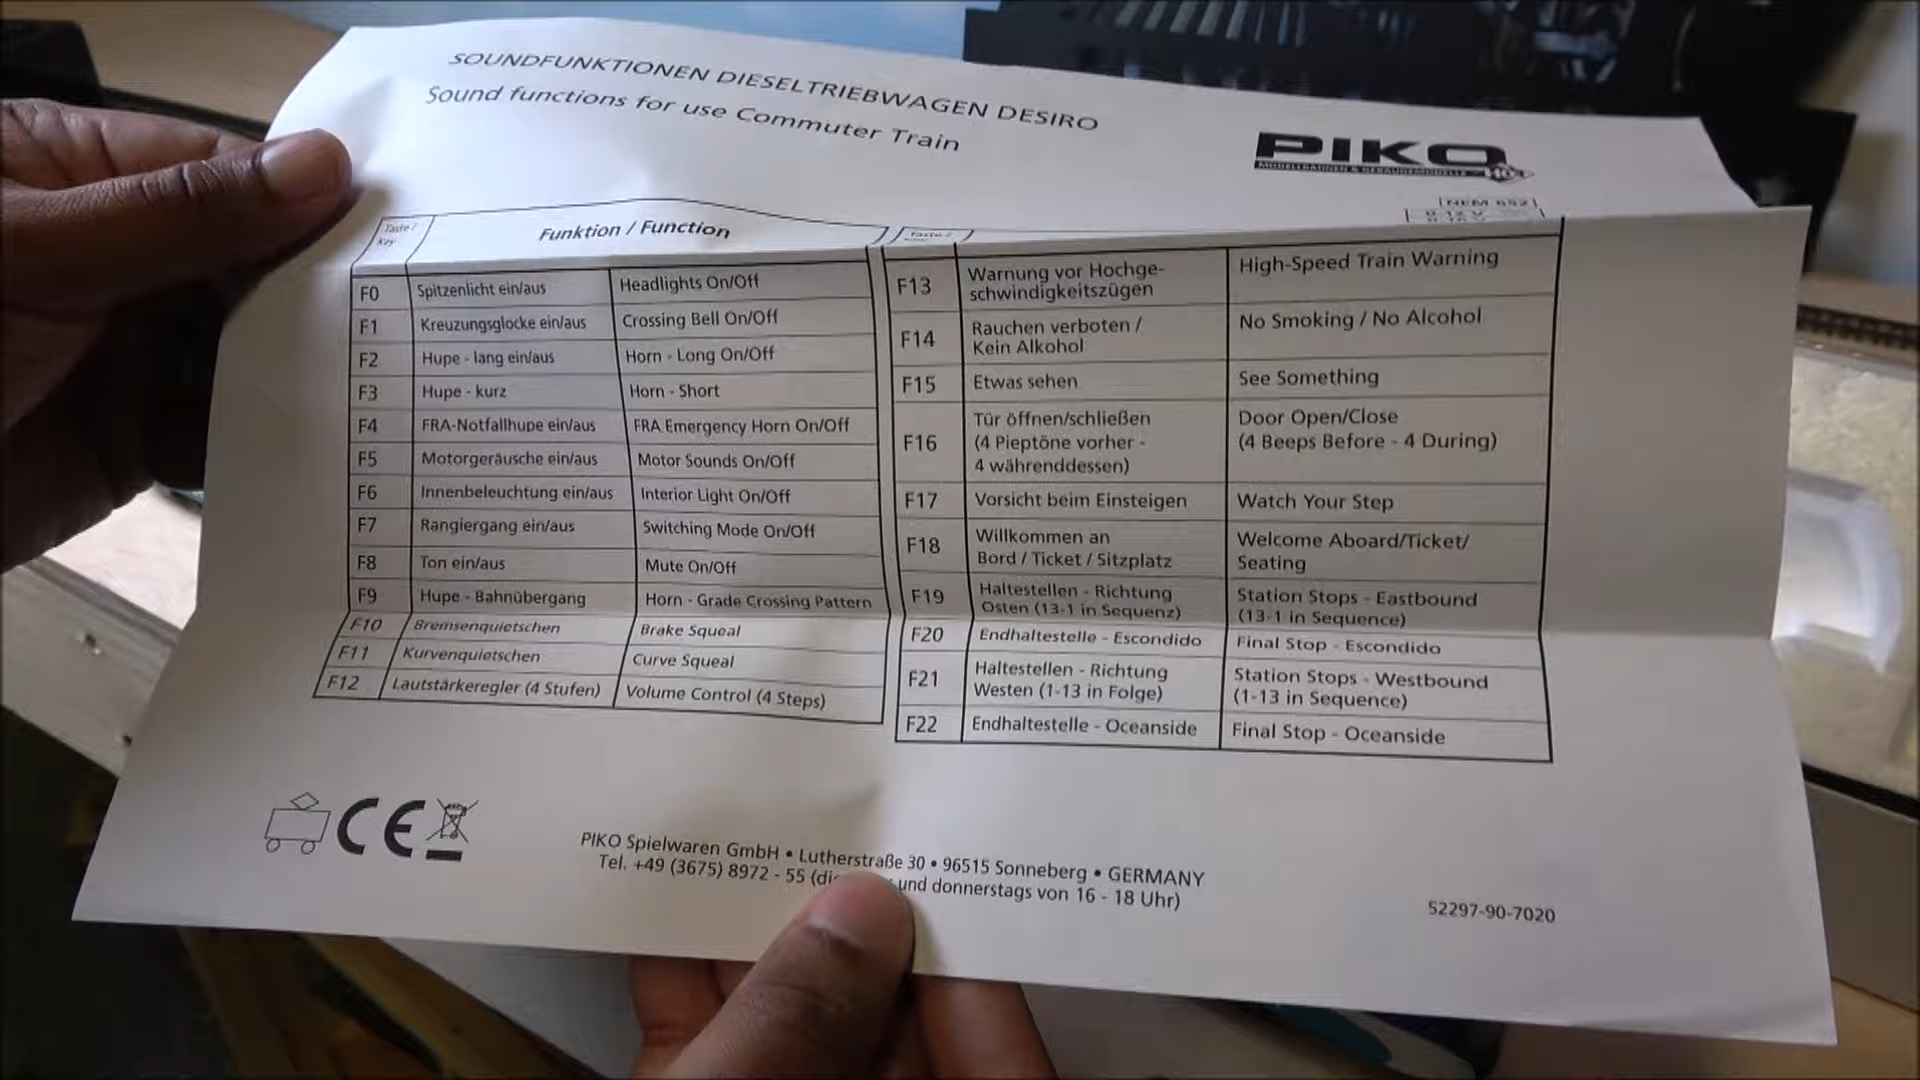 SOUNDFUNKTIONEN DIESELTRIEBWAGEN DESIRO
Sound functions for use Commuter Train
PIKO
MODELLBAHNEN & GEBÄUDEMODELLE
H0
NEM 652
Taste / Key
Funktion / Function
F0 Spitzenlicht ein/aus Headlights On/Off
F1 Kreuzungsglocke ein/aus Crossing Bell On/Off
F2 Hupe - lang ein/aus Horn - Long On/Off
F3 Hupe - kurz Horn - Short
F4 FRA-Notfallhupe ein/aus FRA Emergency Horn On/Off
F5 Motorgeräusche ein/aus Motor Sounds On/Off
F6 Innenbeleuchtung ein/aus Interior Light On/Off
F7 Rangiergang ein/aus Switching Mode On/Off
F8 Ton ein/aus Mute On/Off
F9 Hupe - Bahnübergang Horn - Grade Crossing Pattern
F10 Bremsenquietschen Brake Squeal
F11 Kurvenquietschen Curve Squeal
F12 Lautstärkeregler (4 Stufen) Volume Control (4 Steps)
F13 Warnung vor Hochge- High-Speed Train Warning
schwindigkeitszügen
F14 Rauchen verboten / No Smoking / No Alcohol
Kein Alkohol
F15 Etwas sehen See Something
F16 Tür öffnen/schließen Door Open/Close
(4 Pieptöne vorher - (4 Beeps Before - 4 During)
4 währenddessen)
F17 Vorsicht beim Einsteigen Watch Your Step
F18 Willkommen an Welcome Aboard/Ticket/
Bord / Ticket / Sitzplatz Seating
F19 Haltestellen - Richtung Station Stops - Eastbound
Osten (13-1 in Sequenz) (13-1 in Sequence)
F20 Endhaltestelle - Escondido Final Stop - Escondido
F21 Haltestellen - Richtung Station Stops - Westbound
Westen (1-13 in Folge) (1-13 in Sequence)
F22 Endhaltestelle - Oceanside Final Stop - Oceanside
CE
PIKO Spielwaren GmbH • Lutherstraße 30 • 96515 Sonneberg • GERMANY
Tel. +49 (3675) 8972 - 55 ( und donnerstags von 16 - 18 Uhr)
52297-90-7020